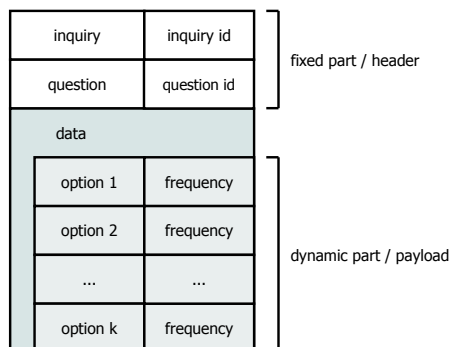 inquiry inquiry id
question question id
fixed part / header
data
option 1 frequency
option 2 frequency
... ...
option k frequency
dynamic part / payload